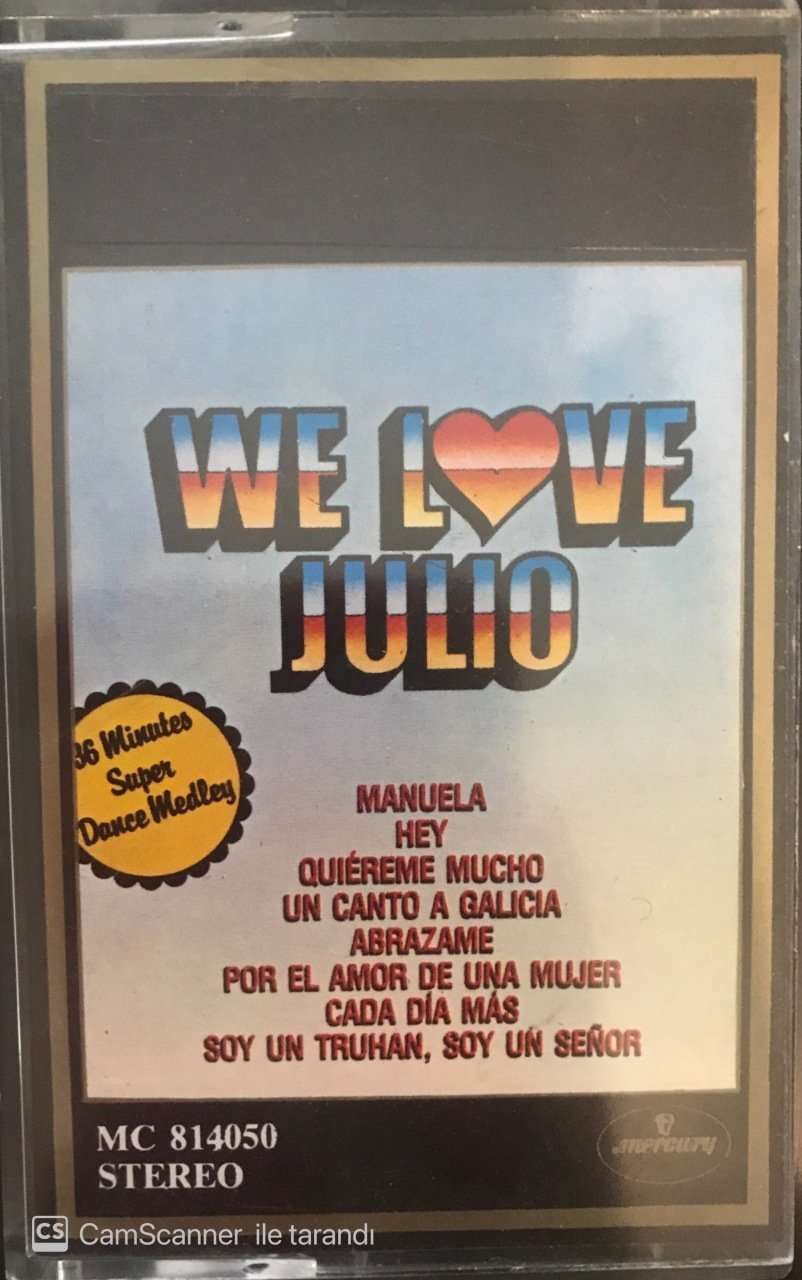 WE LOVE
JULIO
36 Minutes
Super
Dance Medley
MANUELA
HEY
QUIÉREME MUCHO
UN CANTO A GALICIA
ABRAZAME
POR EL AMOR DE UNA MUJER
CADA DÍA MÁS
SOY UN TRUHAN, SOY UN SEÑOR
MC 814050
STEREO
mercury
CS CamScanner ile tarandı